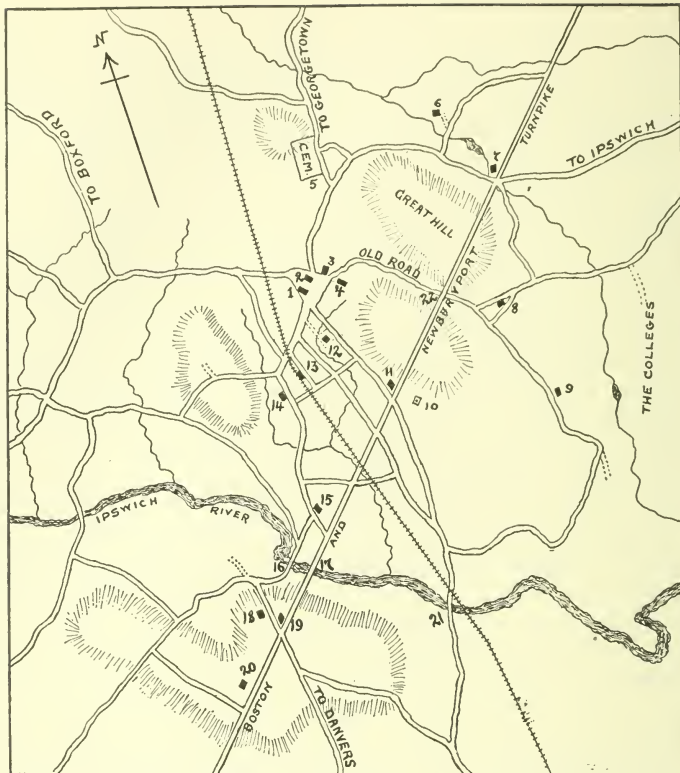 N
TO BOXFORD
TO GEORGETOWN
TURNPIKE
TO IPSWICH
6
7
CEM.
5
GREAT HILL
OLD ROAD
3
2
1
4
22
NEWBURYPORT
8
THE COLLEGES
12
13
14
11
10
9
IPSWICH RIVER
15
AND
16
17
21
18
19
20
BOSTON
TO DANVERS